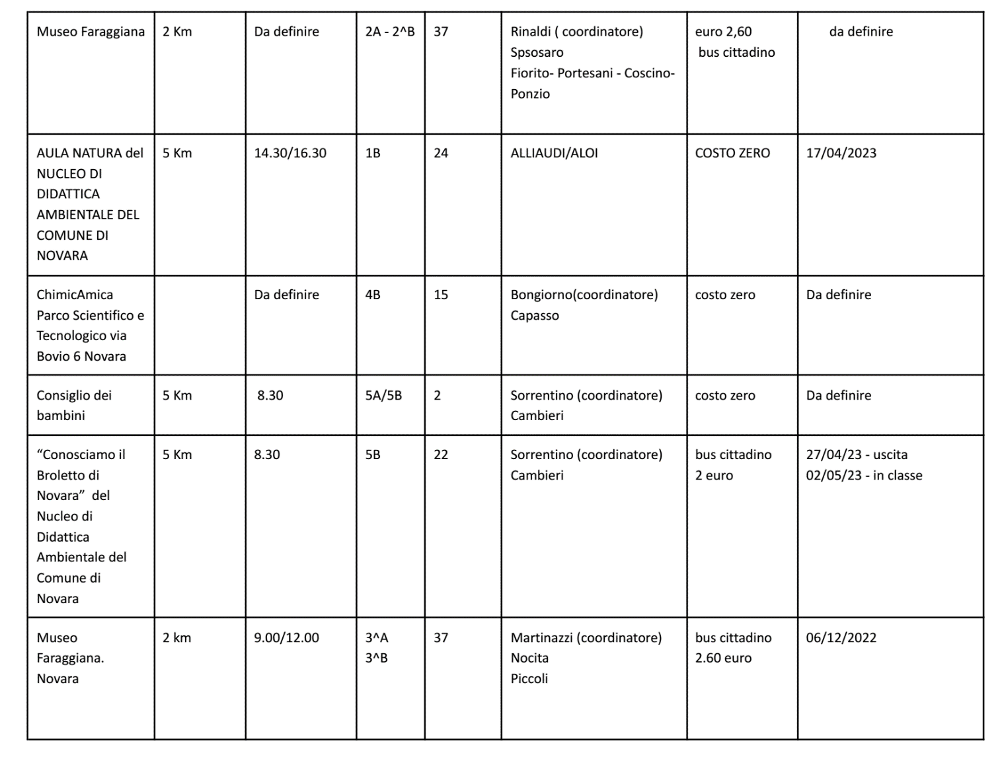 Museo Faraggiana
2 Km
Da definire
2A - 2^B
37
Rinaldi ( coordinatore)
Spsosaro
Fiorito- Portesani - Coscino-
Ponzio
euro 2,60
bus cittadino
da definire
AULA NATURA del
NUCLEO DI
DIDATTICA
AMBIENTALE DEL
COMUNE DI
NOVARA
5 Km
14.30/16.30
1B
24
ALLIAUDI/ALOI
COSTO ZERO
17/04/2023
ChimicAmica
Parco Scientifico e
Tecnologico via
Bovio 6 Novara
Da definire
4B
15
Bongiorno(coordinatore)
Capasso
costo zero
Da definire
Consiglio dei
bambini
5 Km
8.30
5A/5B
2
Sorrentino (coordinatore)
Cambieri
costo zero
Da definire
“Conosciamo il
Broletto di
Novara” del
Nucleo di
Didattica
Ambientale del
Comune di
Novara
5 Km
8.30
5B
22
Sorrentino (coordinatore)
Cambieri
bus cittadino
2 euro
27/04/23 - uscita
02/05/23 - in classe
Museo
Faraggiana.
Novara
2 km
9.00/12.00
3^A
3^B
37
Martinazzi (coordinatore)
Nocita
Piccoli
bus cittadino
2.60 euro
06/12/2022